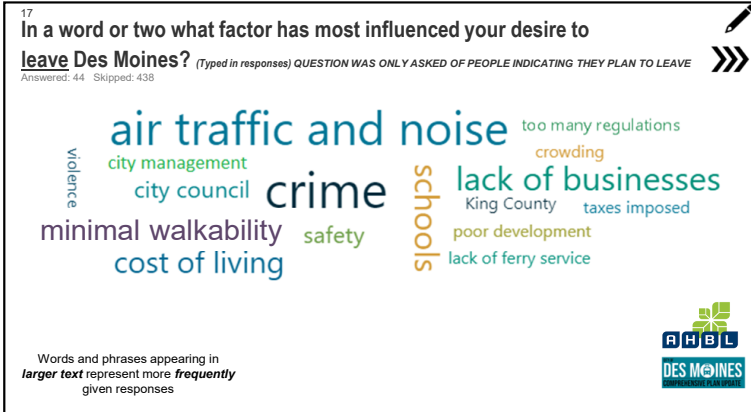 17
In a word or two what factor has most influenced your desire to
leave Des Moines? (Typed in responses) QUESTION WAS ONLY ASKED OF PEOPLE INDICATING THEY PLAN TO LEAVE
Answered: 44 Skipped: 438
air traffic and noise
too many regulations
violence
city management
crowding
city council
crime
schools
lack of businesses
King County
taxes imposed
minimal walkability
safety
poor development
cost of living
lack of ferry service
Words and phrases appearing in
larger text represent more frequently
given responses
AHBL
DES MOINES
COMPREHENSIVE PLAN UPDATE